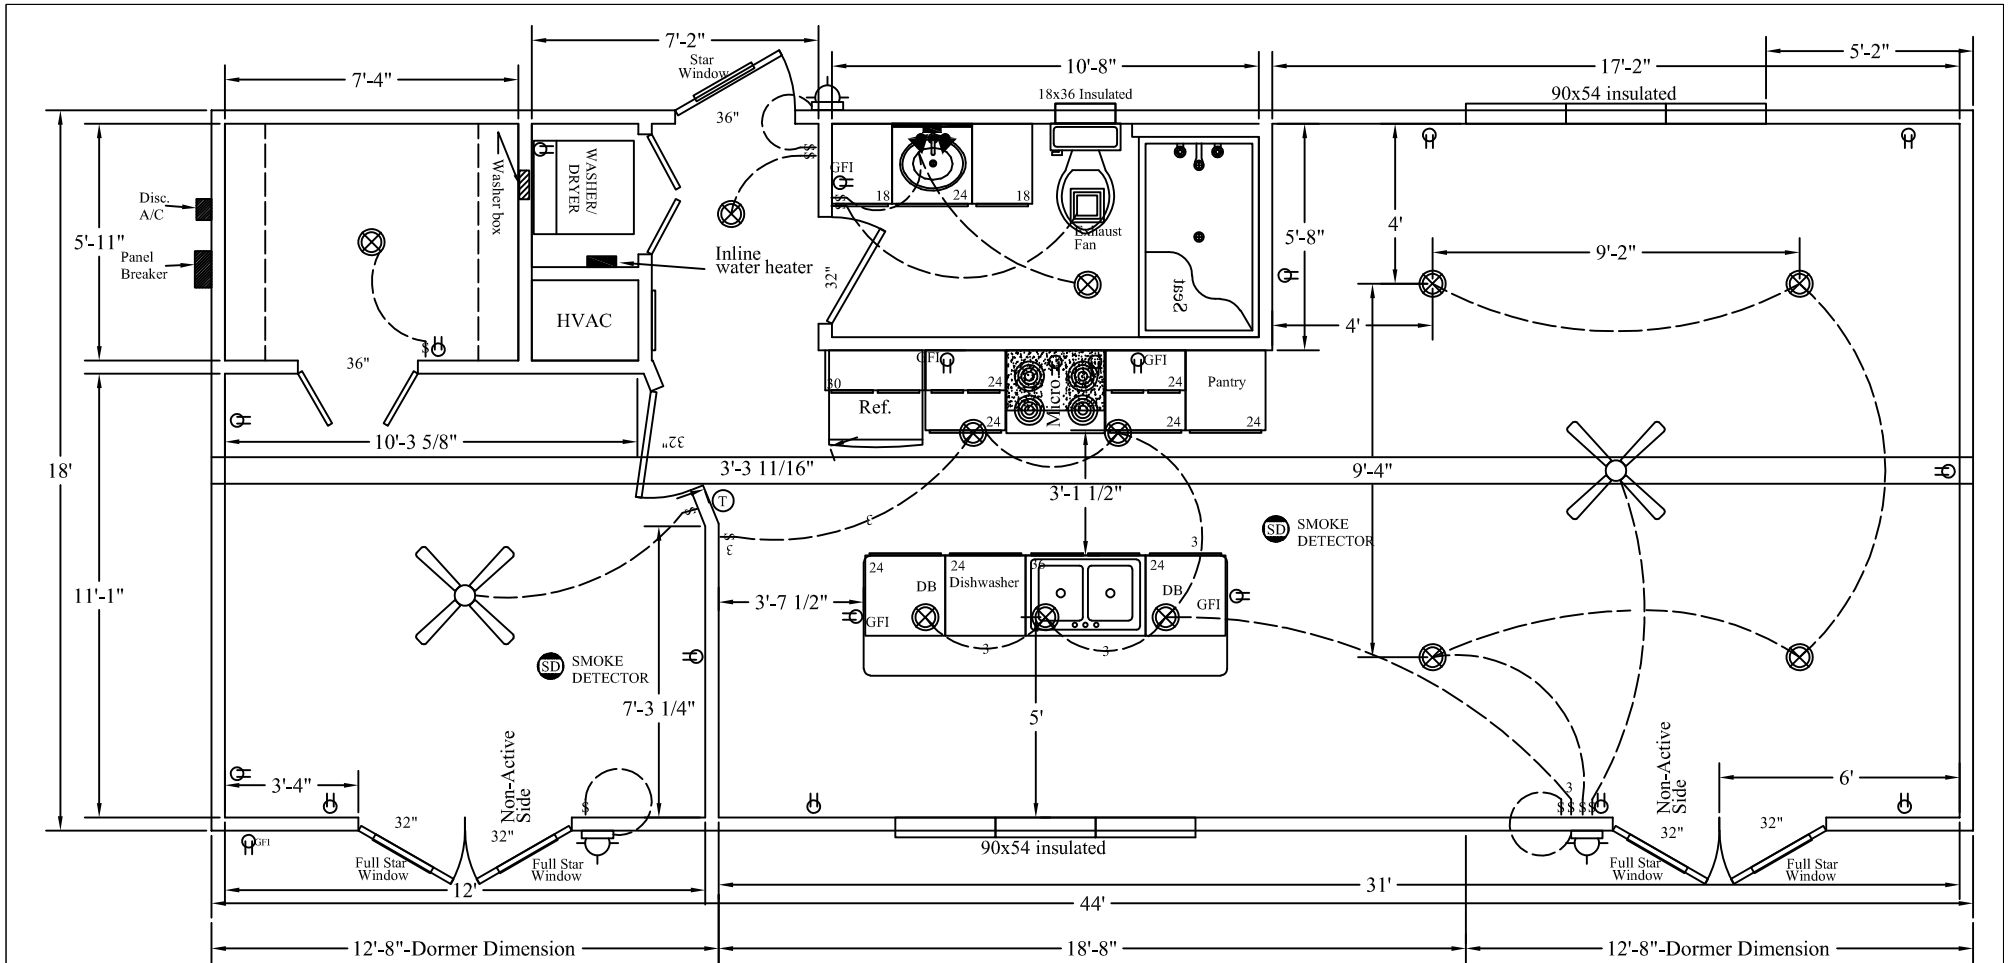 7'-2"
5'-2"
7'-4"
Star
Window
10'-8"
17'-2"
18x36 Insulated
90x54 insulated
36"
Disc.
A/C
Washer box
WASHER/
DRYER
GFI
18
24
18
5'-11"
Panel
Breaker
Inline
water heater
Exhaust
Fan
5'-8"
4'
9'-2"
32"
Seat
HVAC
4'
36"
$
GFI
GFI
30
24
24
Pantry
Ref.
24
Micro.
24
24
10'-3 5/8"
32"
18'
3'-3 11/16"
9'-4"
3'-1 1/2"
T
$
3
$
3
SD
SMOKE
DETECTOR
3
24
24
36
24
DB
Dishwasher
DB
GFI
GFI
11'-1"
3'-7 1/2"
3
3
SD
SMOKE
DETECTOR
7'-3 1/4"
5'
Non-Active
Side
Non-Active
Side
3'-4"
6'
$
3
$$$$
32"
32"
32"
32"
GFI
90x54 insulated
Full Star
Window
Full Star
Window
Full Star
Window
Full Star
Window
12'
31'
44'
12'-8"-Dormer Dimension
18'-8"
12'-8"-Dormer Dimension